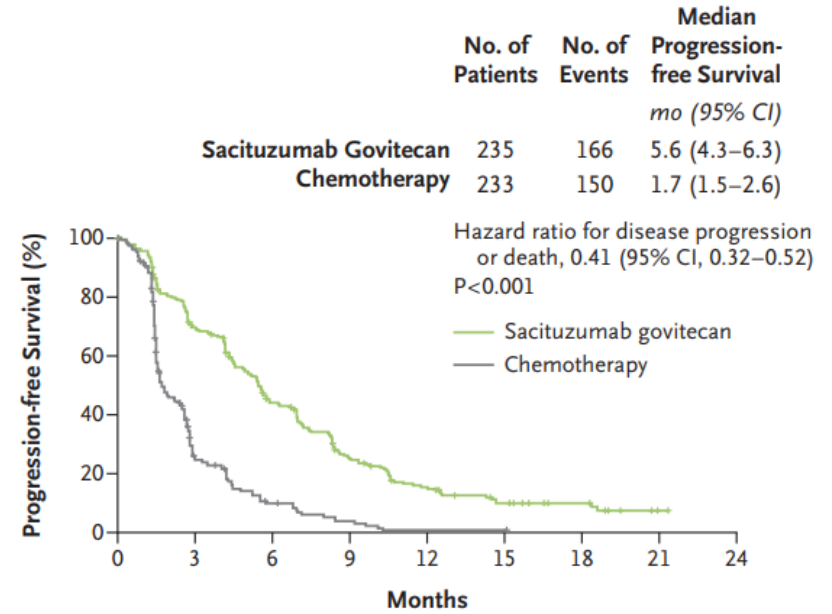 Median
No. of No. of Progression-
Patients Events free Survival
mo (95% CI)
Sacituzumab Govitecan 235 166 5.6 (4.3–6.3)
Chemotherapy 233 150 1.7 (1.5–2.6)
Hazard ratio for disease progression
or death, 0.41 (95% CI, 0.32–0.52)
P<0.001
Sacituzumab govitecan
Chemotherapy
Progression-free Survival (%)
100
80
60
40
20
0
0 3 6 9 12 15 18 21 24
Months